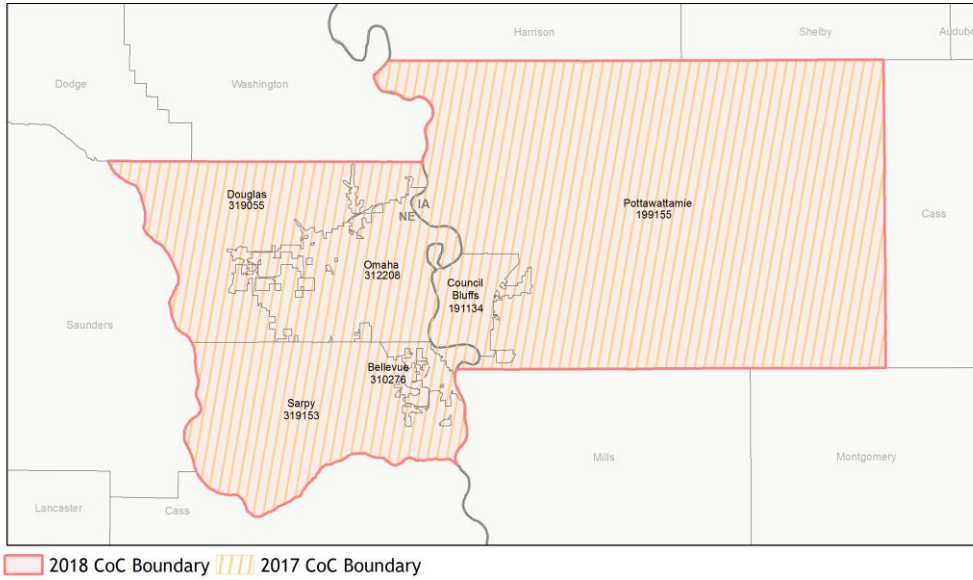 Harrison
Shelby
Audubo
Dodge
Washington
Douglas
319055
IA
NE
Pottawattamie
199155
Cass
Omaha
312208
Council
Bluffs
191134
Saunders
Bellevue
310276
Sarpy
319153
Mills
Montgomery
Lancaster
Cass
2018 CoC Boundary
2017 CoC Boundary